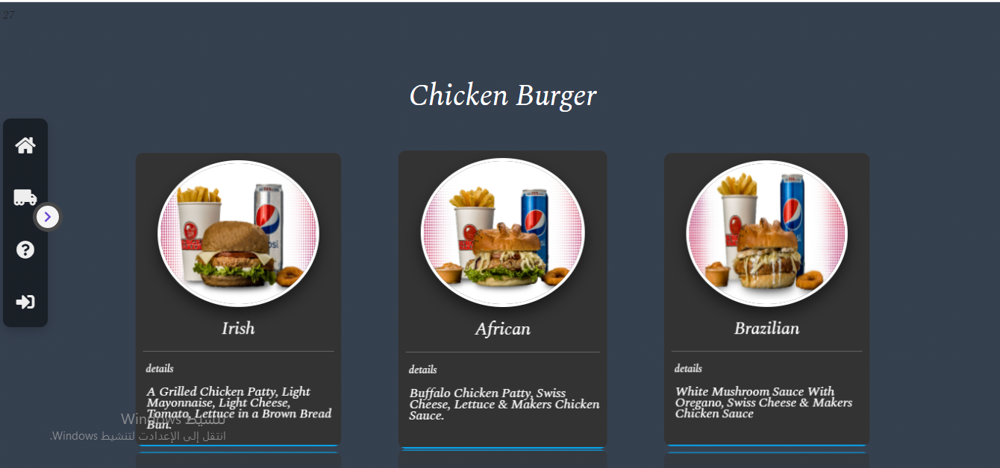 27
Chicken Burger
Irish
details
A Grilled Chicken Patty, Light
Mayonnaise, Light Cheese,
Tomato, Lettuce in a Brown Bread
Bun.
African
details
Buffalo Chicken Patty, Swiss
Cheese, Lettuce & Makers Chicken
Sauce.
Brazilian
details
White Mushroom Sauce With
Oregano, Swiss Cheese & Makers
Chicken Sauce
تنشيط Windows
انتقل إلى الإعدادت لتنشيط Windows.